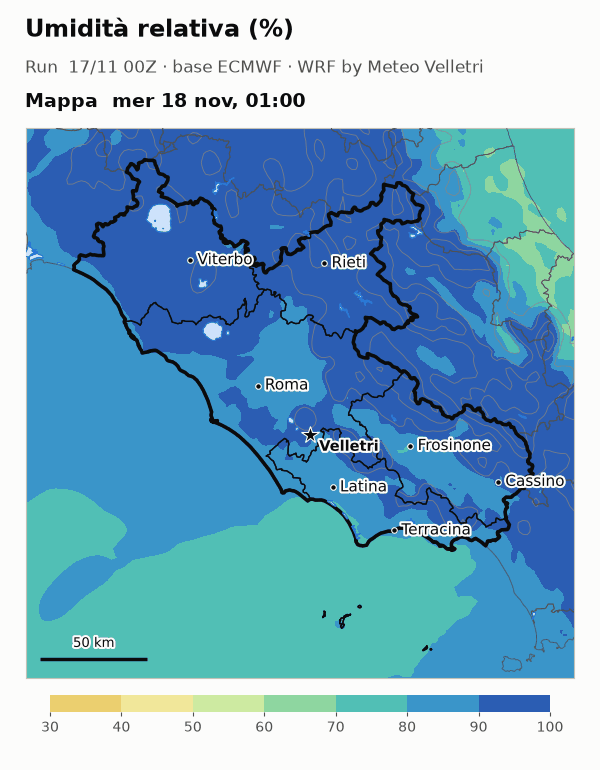 Umidità relativa (%)
Run  17/11 00Z · base ECMWF · WRF by Meteo Velletri
Mappa  mer 18 nov, 01:00
Viterbo
Rieti
Roma
Velletri
Frosinone
Cassino
Latina
Terracina
50 km
30 40 50 60 70 80 90 100